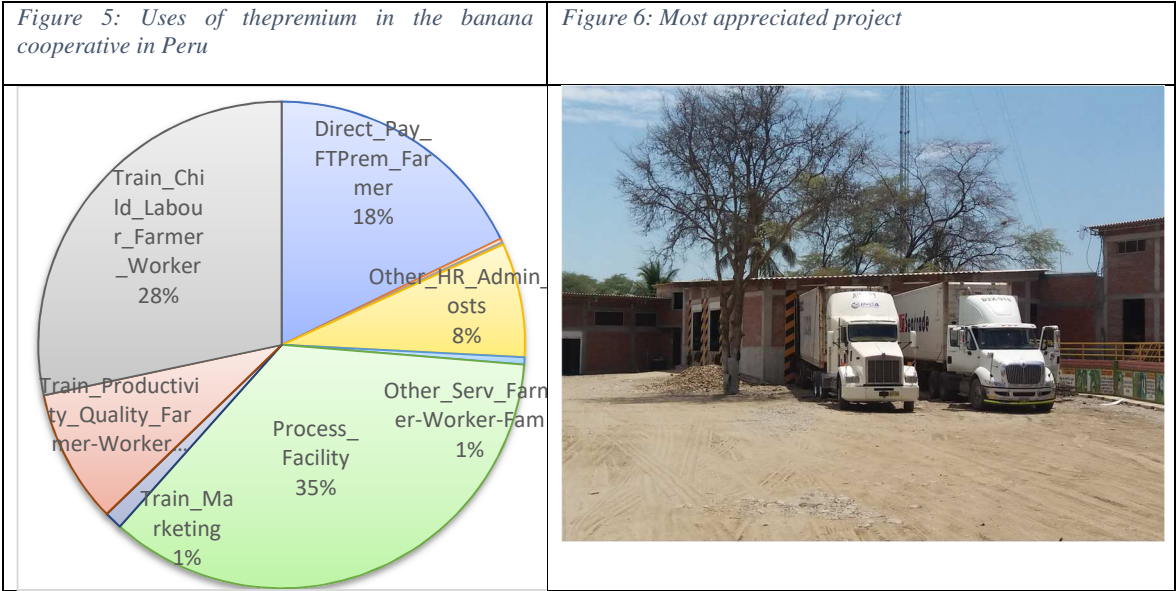 Figure 5: Uses of thepremium in the banana
cooperative in Peru
Figure 6: Most appreciated project
Direct_Pay_
FTPrem_Far
mer
18%
Train_Chi
ld_Labou
r_Farmer
_Worker
28%
Other_HR_Admin_
osts
8%
Other_Serv_Farm
er-Worker-Fam
1%
Train_Productivi
ty_Quality_Far
mer-Worker...
Process_
Facility
35%
Train_Ma
rketing
1%
Seatrade